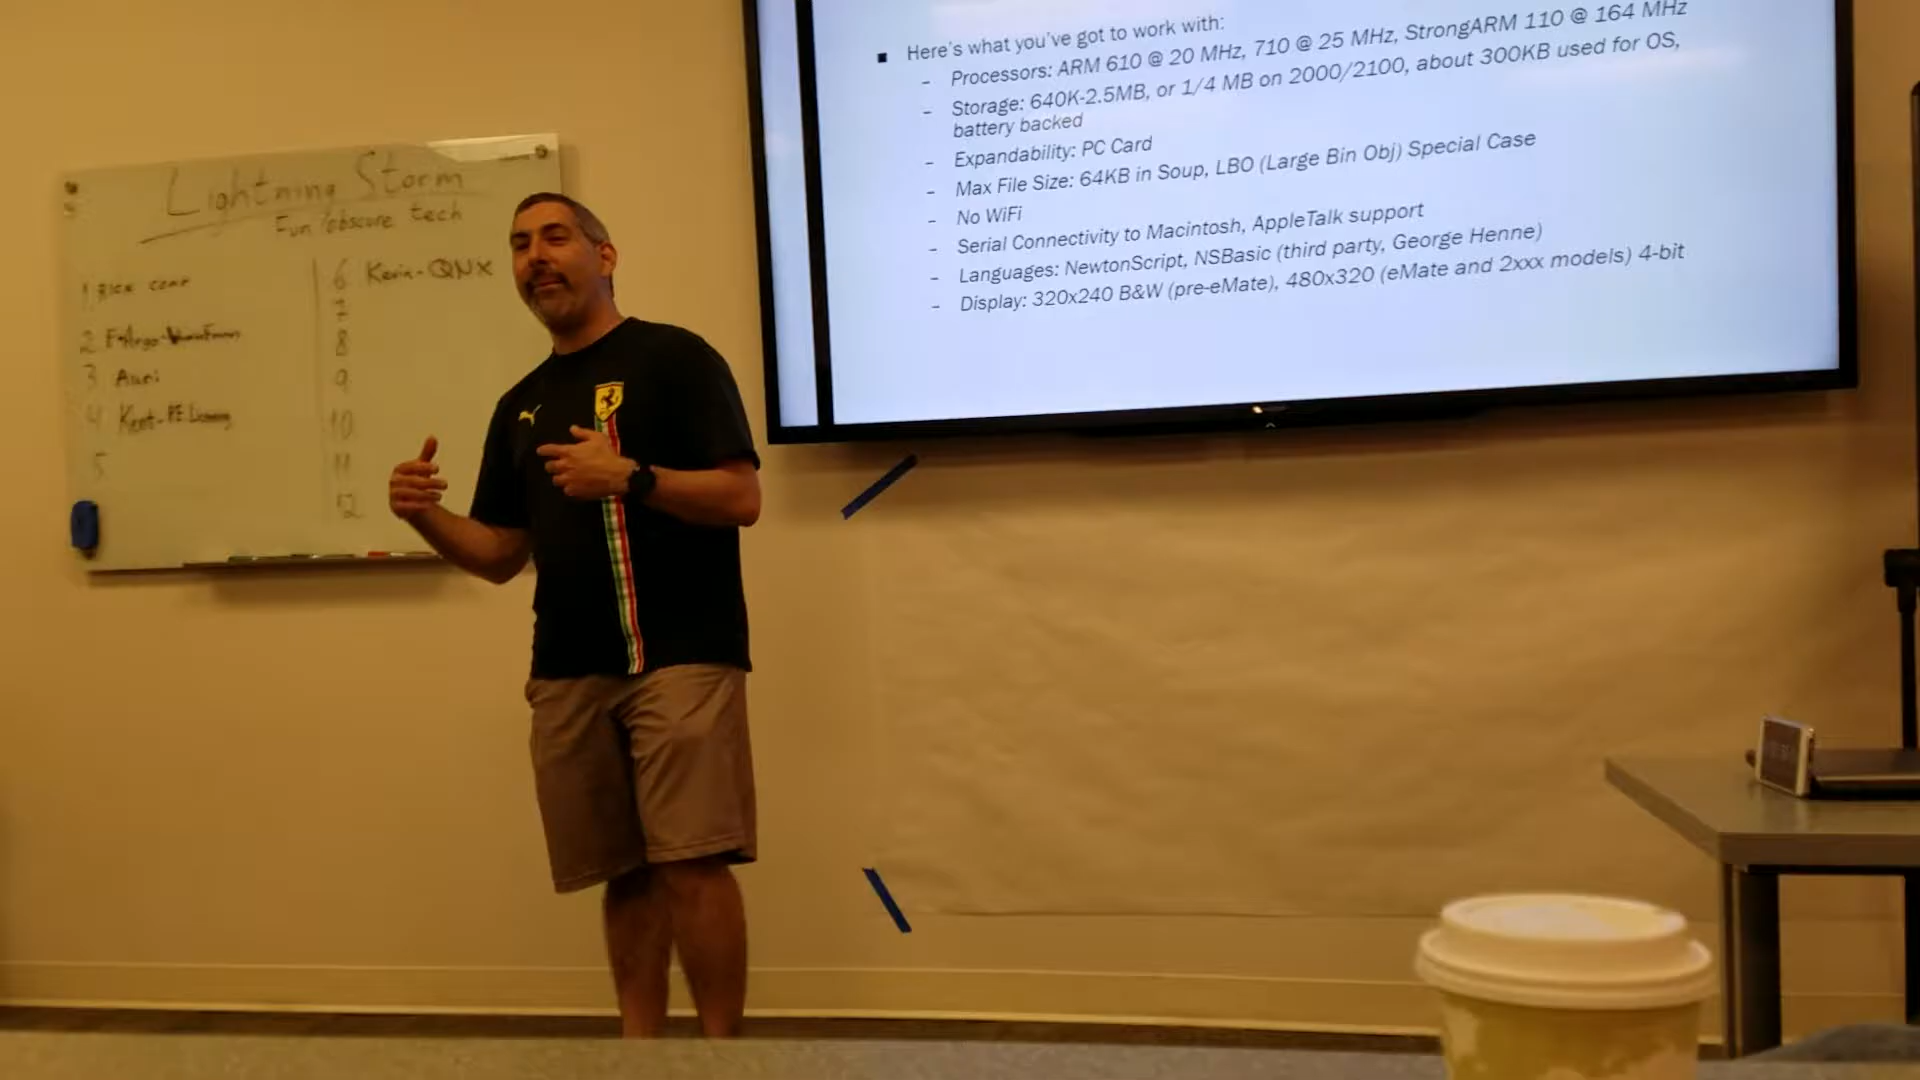 Lightning Storm
Fun/obscure tech
1
2
3
4 Kent-
5
6 Kevin-QNX
7
8
9
10
11
12
■ Here's what you've got to work with:
– Processors: ARM 610 @ 20 MHz, 710 @ 25 MHz, StrongARM 110 @ 164 MHz
– Storage: 640K-2.5MB, or 1/4 MB on 2000/2100, about 300KB used for OS,
battery backed
– Expandability: PC Card
– Max File Size: 64KB in Soup, LBO (Large Bin Obj) Special Case
– No WiFi
– Serial Connectivity to Macintosh, AppleTalk support
– Languages: NewtonScript, NSBasic (third party, George Henne)
– Display: 320x240 B&W (pre-eMate), 480x320 (eMate and 2xxx models) 4-bit